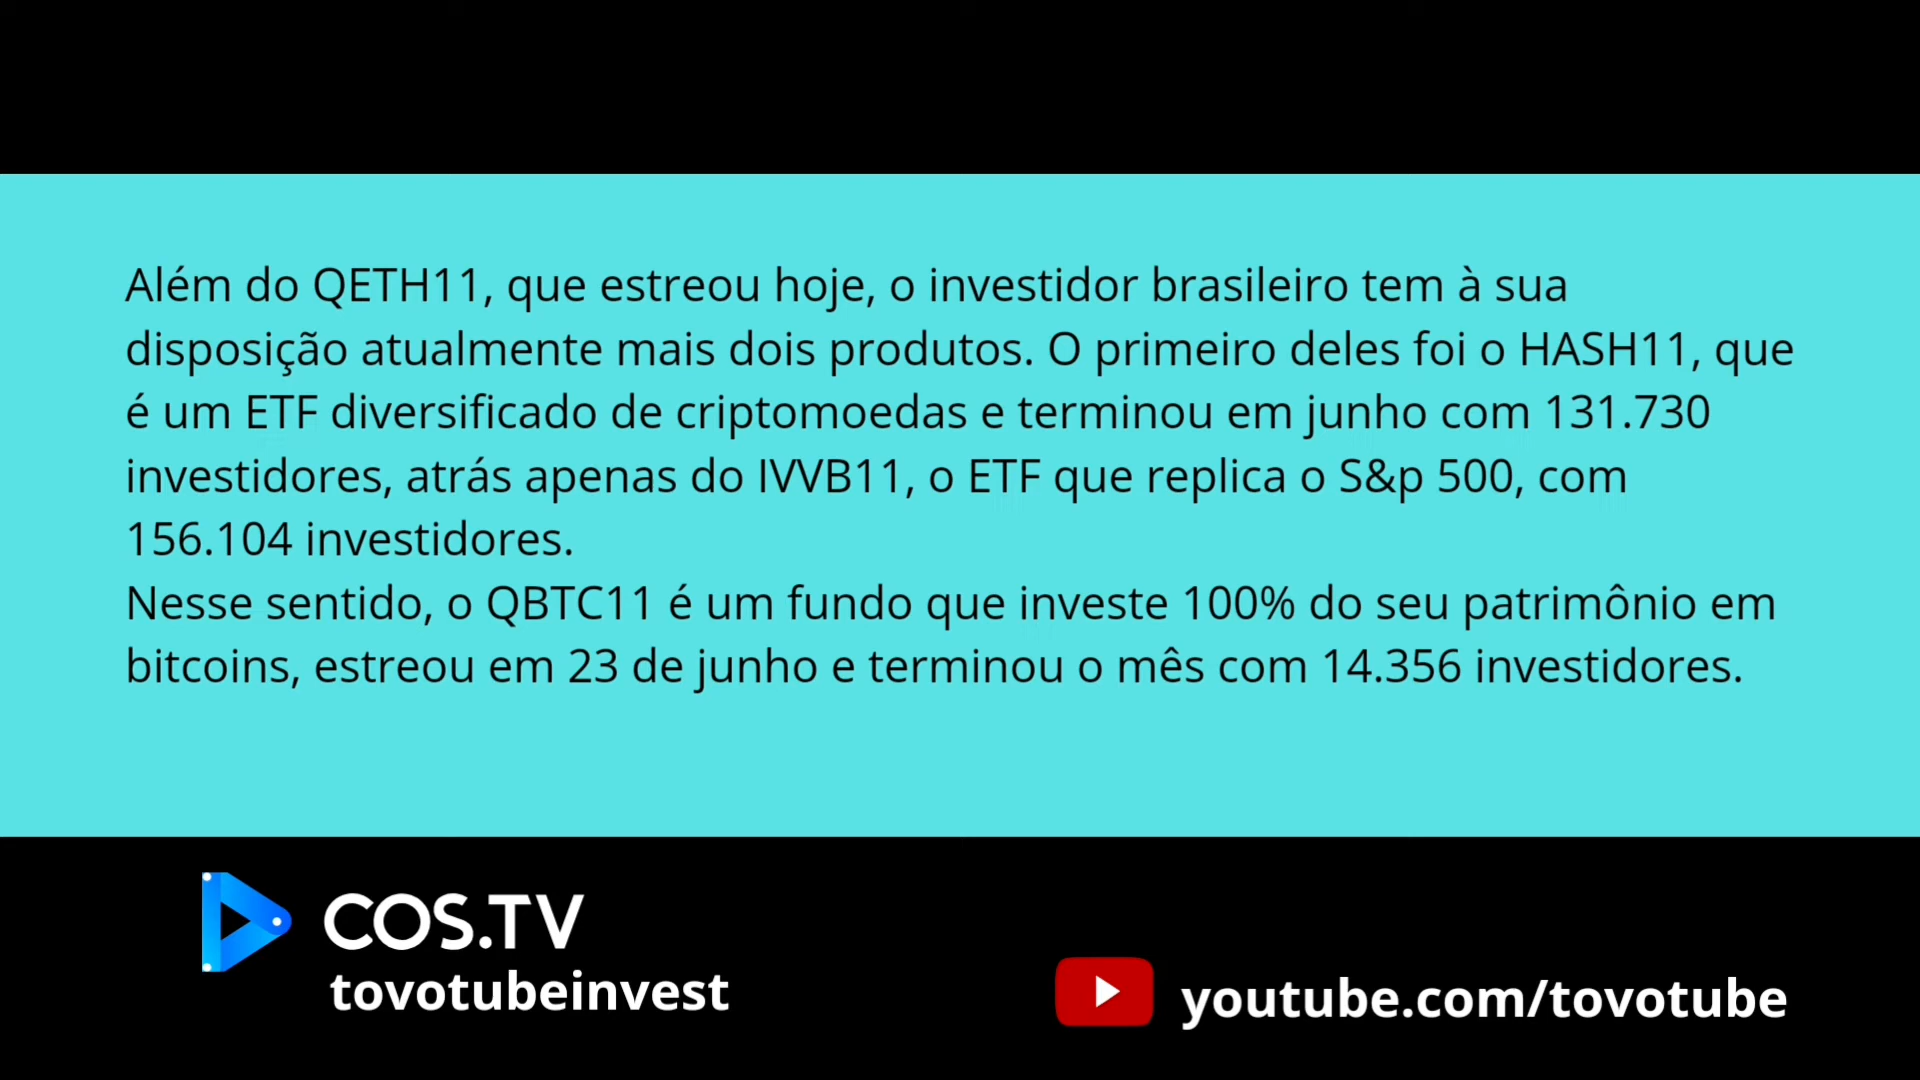 Além do QETH11, que estreou hoje, o investidor brasileiro tem à sua
disposição atualmente mais dois produtos. O primeiro deles foi o HASH11, que
é um ETF diversificado de criptomoedas e terminou em junho com 131.730
investidores, atrás apenas do IVVB11, o ETF que replica o S&p 500, com
156.104 investidores.
Nesse sentido, o QBTC11 é um fundo que investe 100% do seu patrimônio em
bitcoins, estreou em 23 de junho e terminou o mês com 14.356 investidores.
COS.TV
tovotubeinvest
youtube.com/tovotube